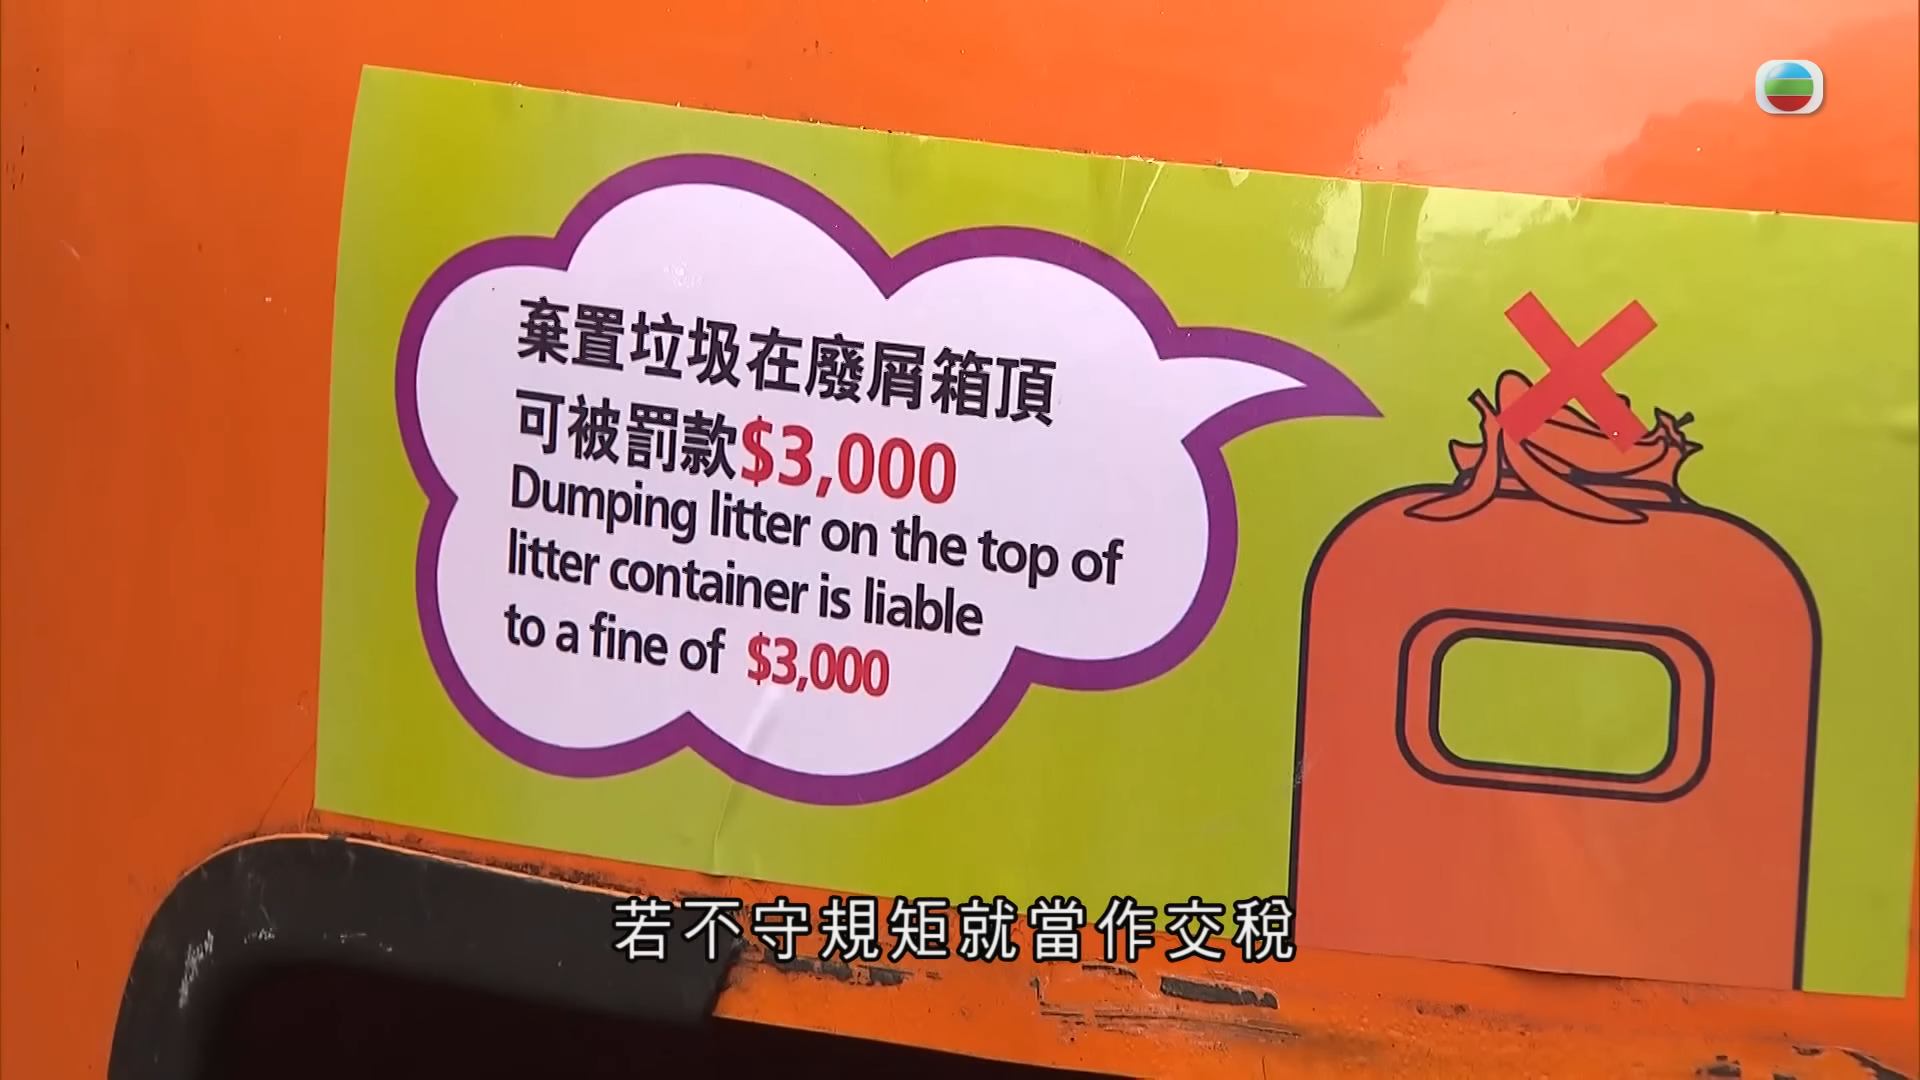 棄置垃圾在廢屑箱頂
可被罰款$3,000
Dumping litter on the top of
litter container is liable
to a fine of $3,000
若不守規矩就當作交稅